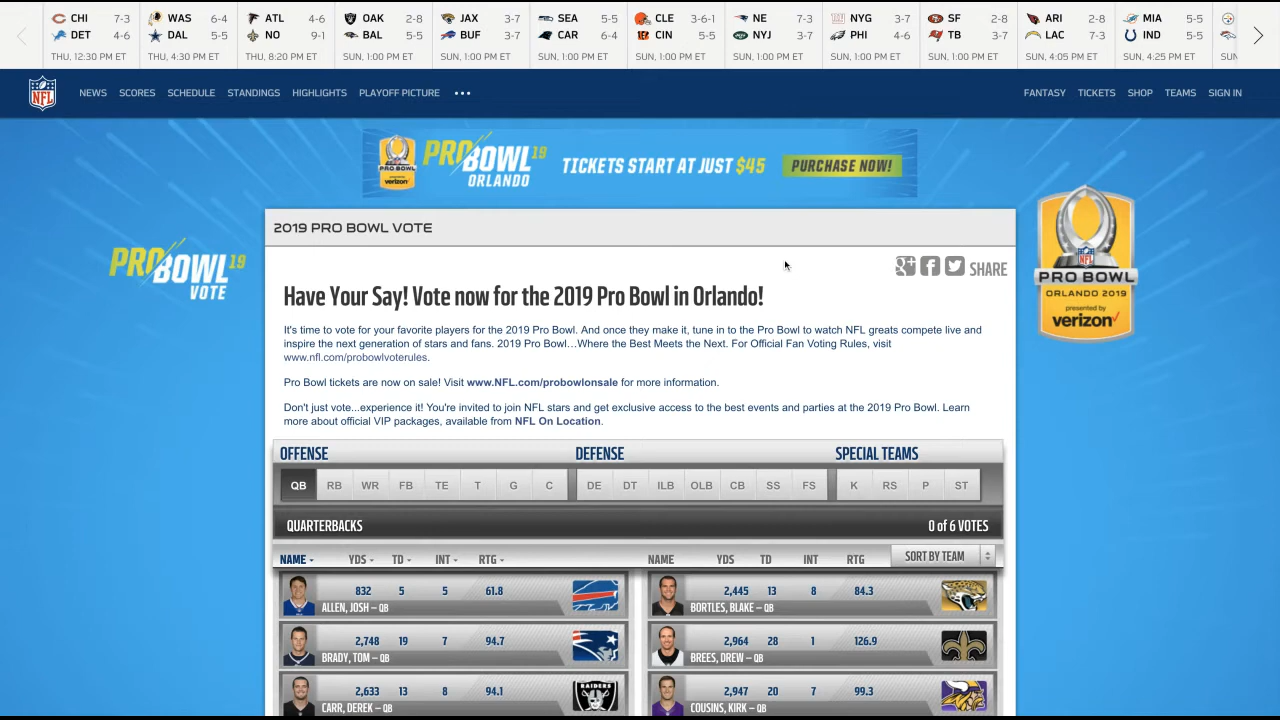 CHI 7-3
DET 4-6
THU, 12:30 PM ET
WAS 6-4
DAL 5-5
THU, 4:30 PM ET
ATL 4-6
NO 9-1
THU, 8:20 PM ET
OAK 2-8
BAL 5-5
SUN, 1:00 PM ET
JAX 3-7
BUF 3-7
SUN, 1:00 PM ET
SEA 5-5
CAR 6-4
SUN, 1:00 PM ET
CLE 3-6-1
CIN 5-5
SUN, 1:00 PM ET
NE 7-3
NYJ 3-7
SUN, 1:00 PM ET
NYG 3-7
PHI 4-6
SUN, 1:00 PM ET
SF 2-8
TB 3-7
SUN, 1:00 PM ET
ARI 2-8
LAC 7-3
SUN, 4:05 PM ET
MIA 5-5
IND 5-5
SUN, 4:25 PM ET
NFL NEWS SCORES SCHEDULE STANDINGS HIGHLIGHTS PLAYOFF PICTURE ••• FANTASY TICKETS SHOP TEAMS SIGN IN
PRO BOWL verizon PRO BOWL 19 ORLANDO TICKETS START AT JUST $45 PURCHASE NOW!
PRO BOWL 19
VOTE
PRO BOWL
ORLANDO 2019
presented by
verizon
2019 PRO BOWL VOTE
SHARE
Have Your Say! Vote now for the 2019 Pro Bowl in Orlando!
It's time to vote for your favorite players for the 2019 Pro Bowl. And once they make it, tune in to the Pro Bowl to watch NFL greats compete live and
inspire the next generation of stars and fans. 2019 Pro Bowl…Where the Best Meets the Next. For Official Fan Voting Rules, visit
www.nfl.com/probowlvoterules.
Pro Bowl tickets are now on sale! Visit www.NFL.com/probowlonsale for more information.
Don't just vote...experience it! You're invited to join NFL stars and get exclusive access to the best events and parties at the 2019 Pro Bowl. Learn
more about official VIP packages, available from NFL On Location.
OFFENSE DEFENSE SPECIAL TEAMS
QB RB WR FB TE T G C DE DT ILB OLB CB SS FS K RS P ST
QUARTERBACKS 0 of 6 VOTES
NAME YDS TD INT RTG NAME YDS TD INT RTG SORT BY TEAM
832 5 5 61.8
ALLEN, JOSH – QB
2,445 13 8 84.3
BORTLES, BLAKE – QB
2,748 19 7 94.7
BRADY, TOM – QB
2,964 28 1 126.9
BREES, DREW – QB
2,633 13 8 94.1
CARR, DEREK – QB
RAIDERS
2,947 20 7 99.3
COUSINS, KIRK – QB